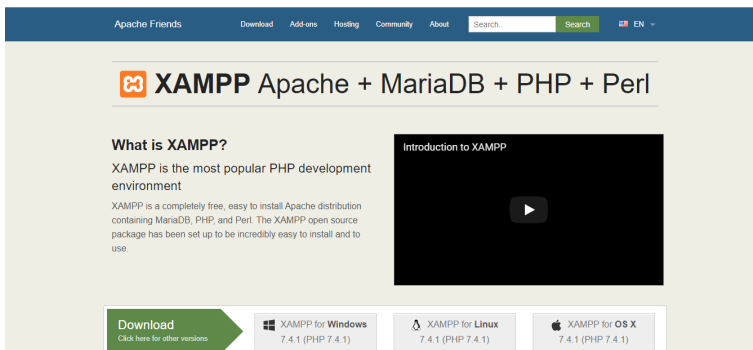 Apache Friends Download Add-ons Hosting Community About Search... Search EN
XAMPP Apache + MariaDB + PHP + Perl
What is XAMPP?
XAMPP is the most popular PHP development
environment
XAMPP is a completely free, easy to install Apache distribution
containing MariaDB, PHP, and Perl. The XAMPP open source
package has been set up to be incredibly easy to install and to
use.
Introduction to XAMPP
Download
Click here for other versions
XAMPP for Windows
7.4.1 (PHP 7.4.1)
XAMPP for Linux
7.4.1 (PHP 7.4.1)
XAMPP for OS X
7.4.1 (PHP 7.4.1)